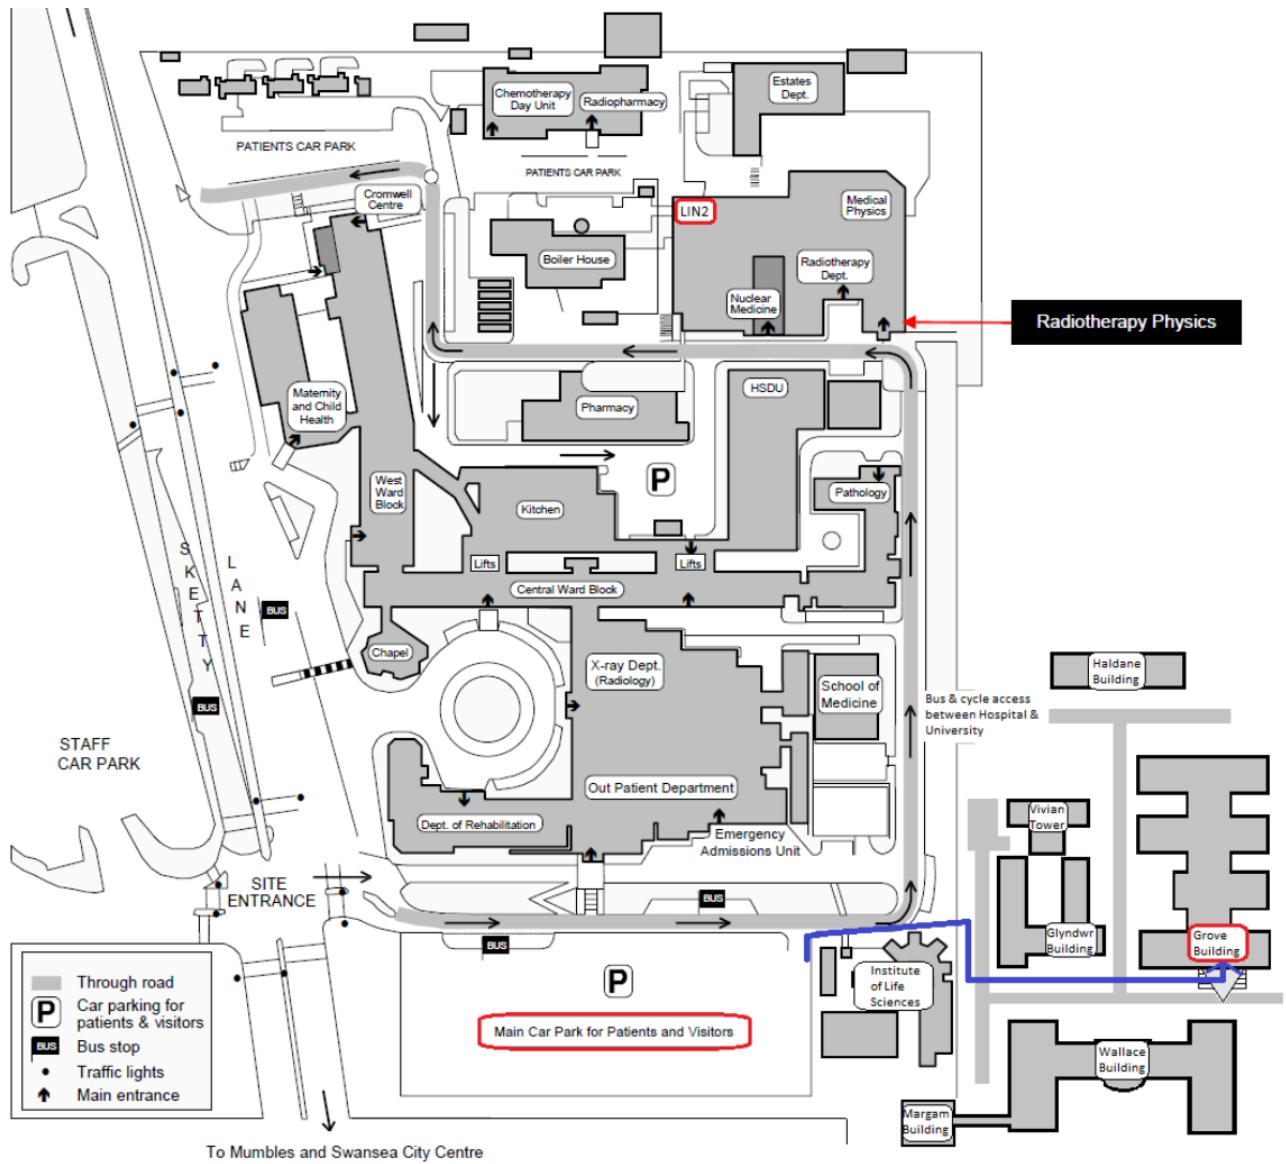 Chemotherapy
Day Unit
Radiopharmacy
Estates
Dept.
PATIENTS CAR PARK
PATIENTS CAR PARK
Cromwell
Centre
LIN2
Medical
Physics
Boiler House
Radiotherapy
Dept.
Nuclear
Medicine
Radiotherapy Physics
Maternity
and Child
Health
Pharmacy
HSDU
P
West
Ward
Block
Kitchen
Pathology
Lifts
Lifts
Central Ward Block
SKETTY
LANE
BUS
BUS
Chapel
X-ray Dept.
(Radiology)
School of
Medicine
Haldane
Building
Bus & cycle access
between Hospital &
University
STAFF
CAR PARK
Out Patient Department
Dept. of Rehabilitation
Emergency
Admissions Unit
Vivian
Tower
SITE
ENTRANCE
BUS
BUS
Glyndwr
Building
Grove
Building
Institute
of Life
Sciences
P
Main Car Park for Patients and Visitors
Wallace
Building
Margam
Building
Through road
P
Car parking for
patients & visitors
BUS
Bus stop
Traffic lights
Main entrance
To Mumbles and Swansea City Centre